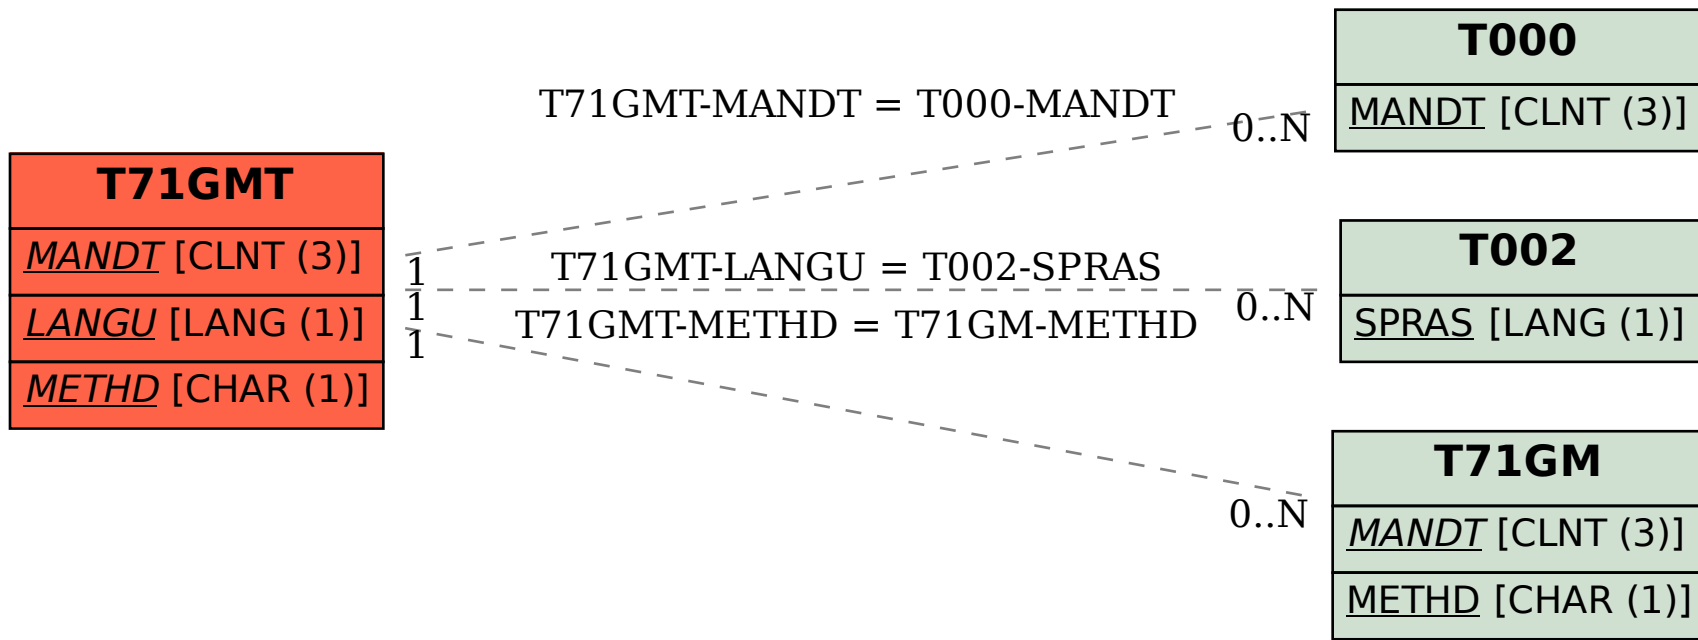 T71GMT
MANDT [CLNT (3)]
LANGU [LANG (1)]
METHD [CHAR (1)]
T71GMT-MANDT = T000-MANDT
1
0..N
T71GMT-LANGU = T002-SPRAS
1
0..N
T71GMT-METHD = T71GM-METHD
1
0..N
T000
MANDT [CLNT (3)]
T002
SPRAS [LANG (1)]
T71GM
MANDT [CLNT (3)]
METHD [CHAR (1)]